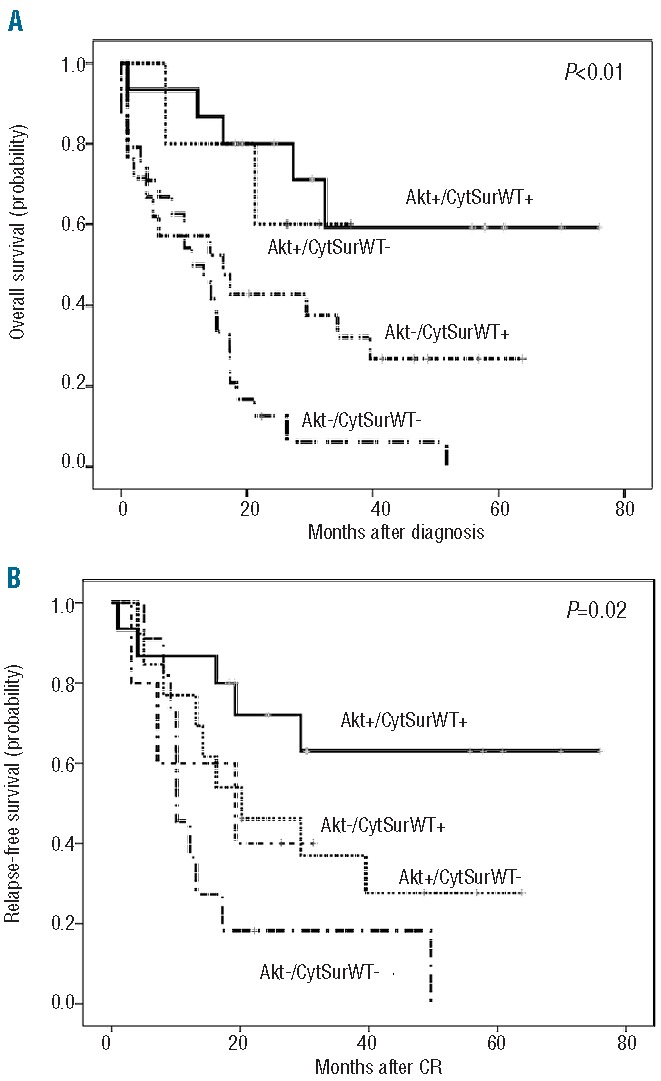 A
P<0.01
Overall survival (probability)
1.0
0.8
0.6
0.4
0.2
0.0
Akt+/CytSurWT+
Akt+/CytSurWT-
Akt-/CytSurWT+
Akt-/CytSurWT-
0 20 40 60 80
Months after diagnosis
B
P=0.02
Relapse-free survival (probability)
1.0
0.8
0.6
0.4
0.2
0.0
Akt+/CytSurWT+
Akt-/CytSurWT+
Akt+/CytSurWT-
Akt-/CytSurWT-
0 20 40 60 80
Months after CR